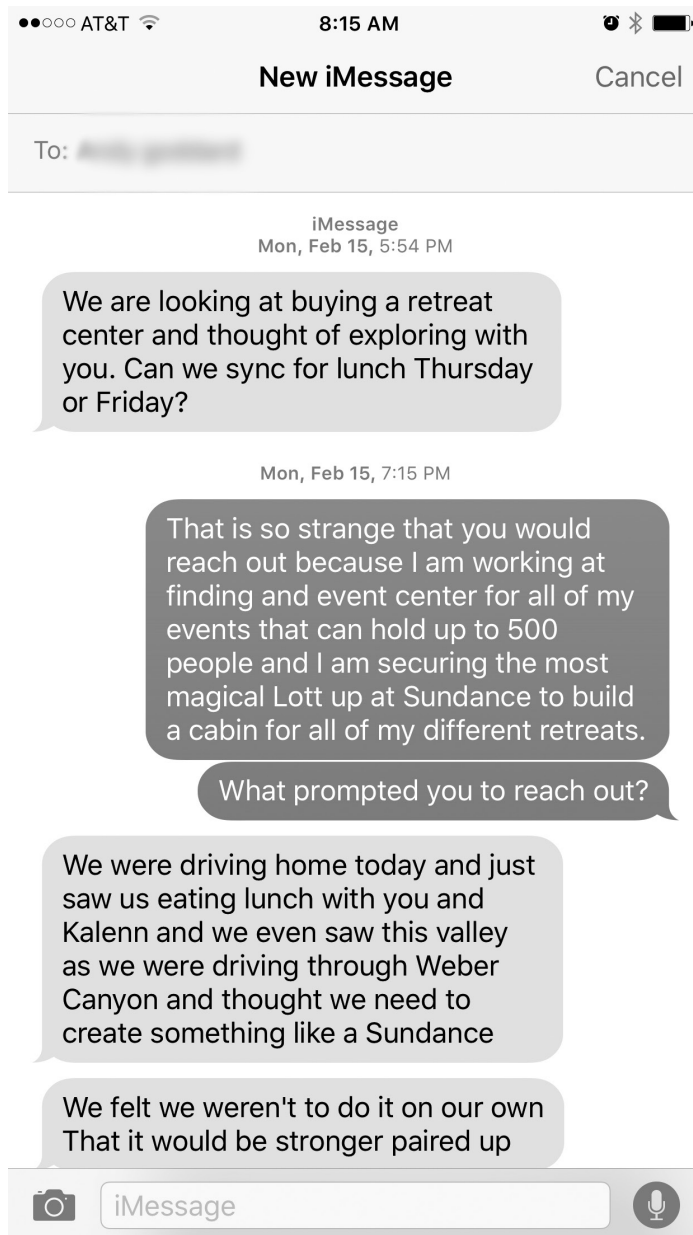 AT&T 8:15 AM
New iMessage Cancel
To:
iMessage
Mon, Feb 15, 5:54 PM
We are looking at buying a retreat
center and thought of exploring with
you. Can we sync for lunch Thursday
or Friday?
Mon, Feb 15, 7:15 PM
That is so strange that you would
reach out because I am working at
finding and event center for all of my
events that can hold up to 500
people and I am securing the most
magical Lott up at Sundance to build
a cabin for all of my different retreats.
What prompted you to reach out?
We were driving home today and just
saw us eating lunch with you and
Kalenn and we even saw this valley
as we were driving through Weber
Canyon and thought we need to
create something like a Sundance
We felt we weren't to do it on our own
That it would be stronger paired up
iMessage